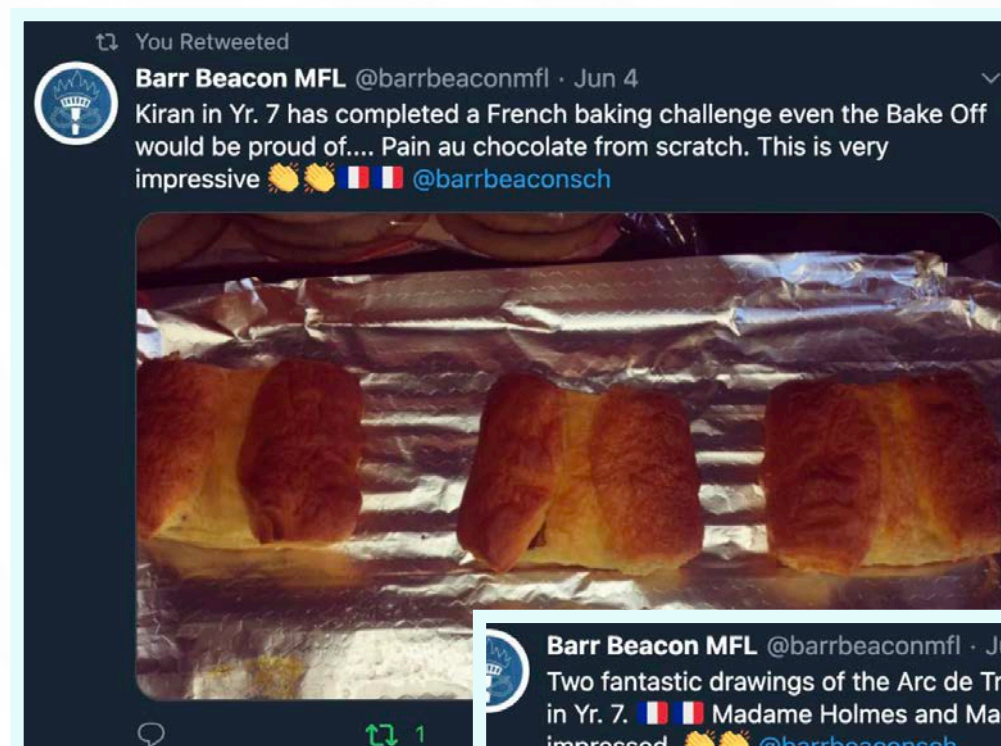 You Retweeted
Barr Beacon MFL @barrbeaconmfl · Jun 4
Kiran in Yr. 7 has completed a French baking challenge even the Bake Off
would be proud of.... Pain au chocolate from scratch. This is very
impressive 👏👏🇫🇷🇫🇷 @barrbeaconsch
1
Barr Beacon MFL @barrbeaconmfl ·
Two fantastic drawings of the Arc de
in Yr. 7. 🇫🇷🇫🇷 Madame Holmes and
impressed 👏👏 @barrbeaconsch